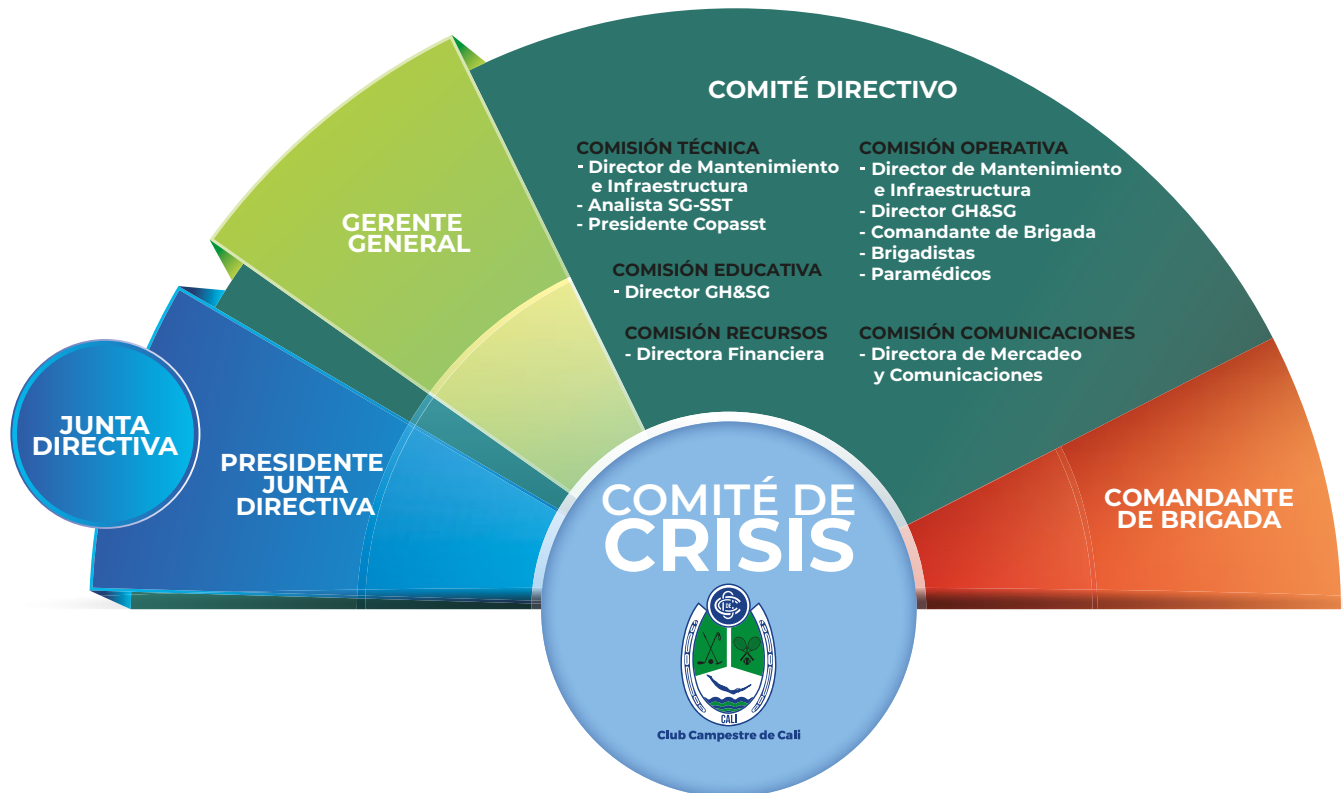 COMITÉ DIRECTIVO
COMISIÓN TÉCNICA
- Director de Mantenimiento
e Infraestructura
- Analista SG-SST
- Presidente Copasst
COMISIÓN EDUCATIVA
- Director GH&SG
COMISIÓN RECURSOS
- Directora Financiera
COMISIÓN OPERATIVA
- Director de Mantenimiento
e Infraestructura
- Director GH&SG
- Comandante de Brigada
- Brigadistas
- Paramédicos
COMISIÓN COMUNICACIONES
- Directora de Mercadeo
y Comunicaciones
GERENTE
GENERAL
JUNTA
DIRECTIVA
PRESIDENTE
JUNTA
DIRECTIVA
COMANDANTE
DE BRIGADA
COMITÉ DE
CRISIS
CALI
Club Campestre de Cali